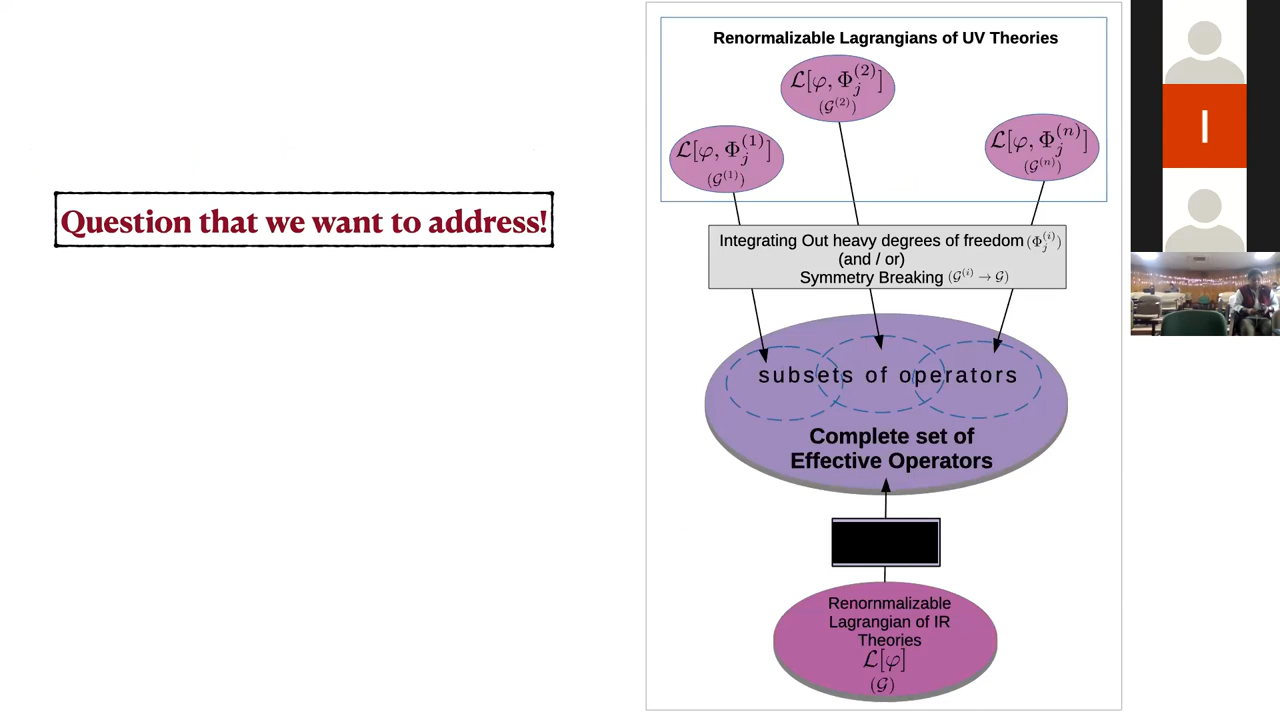 Question that we want to address!
Renormalizable Lagrangians of UV Theories
ℒ[φ, Φ_j^(2)]
(𝒢^(2))
ℒ[φ, Φ_j^(1)]
(𝒢^(1))
ℒ[φ, Φ_j^(n)]
(𝒢^(n))
Integrating Out heavy degrees of freedom (Φ_j^(i))
(and / or)
Symmetry Breaking (𝒢^(i) → 𝒢)
subsets of operators
Complete set of
Effective Operators
Renornmalizable
Lagrangian of IR
Theories
ℒ[φ]
(𝒢)
I